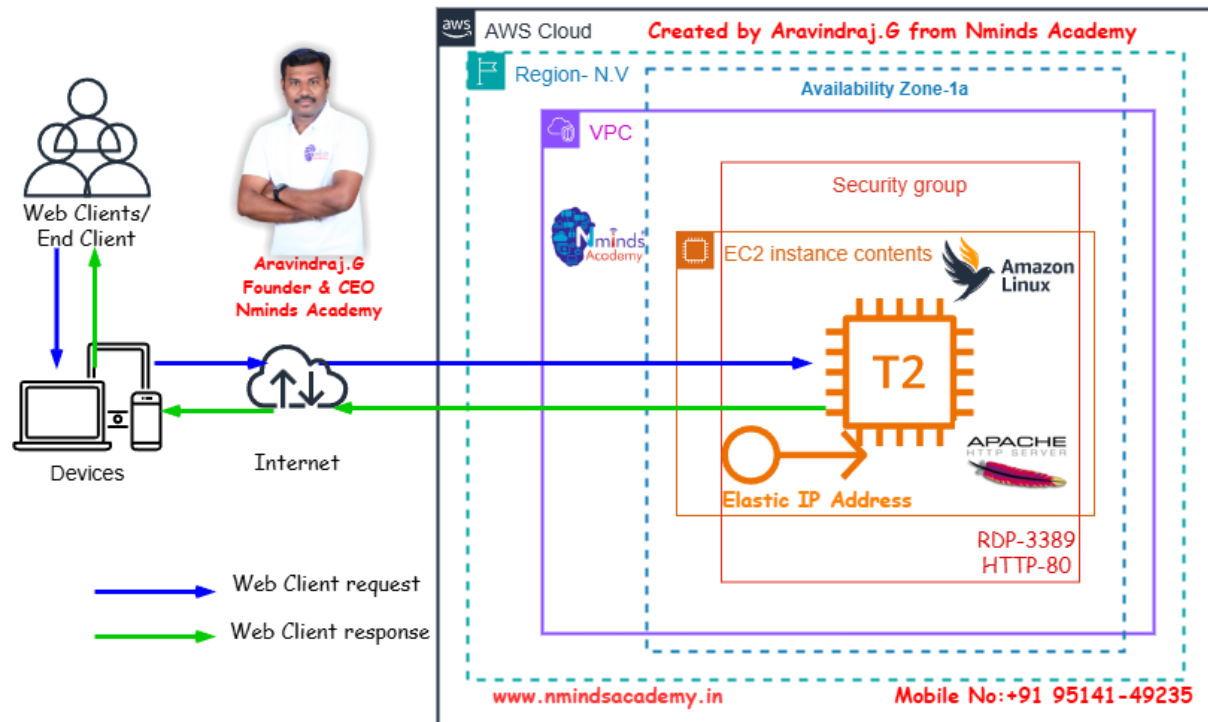 aws AWS Cloud
Created by Aravindraj.G from Nminds Academy
Region- N.V
Availability Zone-1a
VPC
Security group
Nminds
Academy
EC2 instance contents
Amazon
Linux
T2
APACHE
HTTP SERVER
Elastic IP Address
RDP-3389
HTTP-80
Web Clients/
End Client
Nminds
Academy
Aravindraj.G
Founder & CEO
Nminds Academy
Devices
Internet
Web Client request
Web Client response
www.nmindsacademy.in
Mobile No:+91 95141-49235